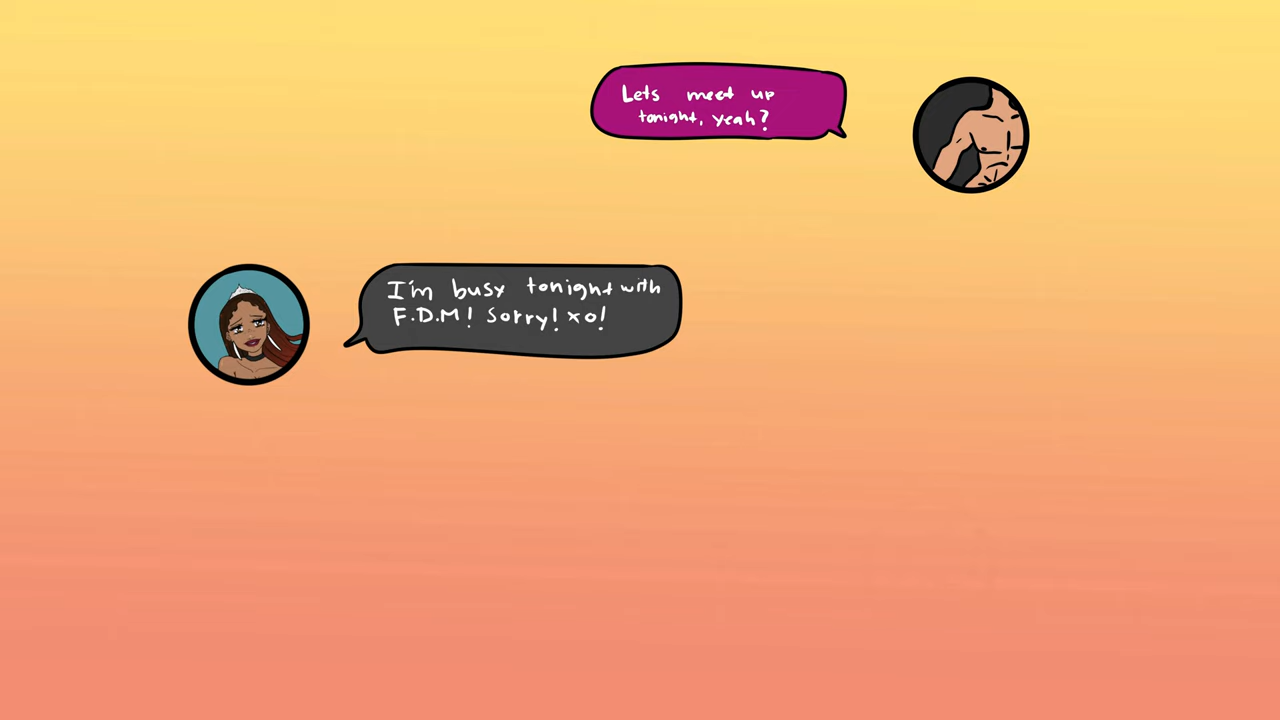 Lets meet up
tonight, yeah?
I'm busy tonight with
F.D.M! Sorry! xo!